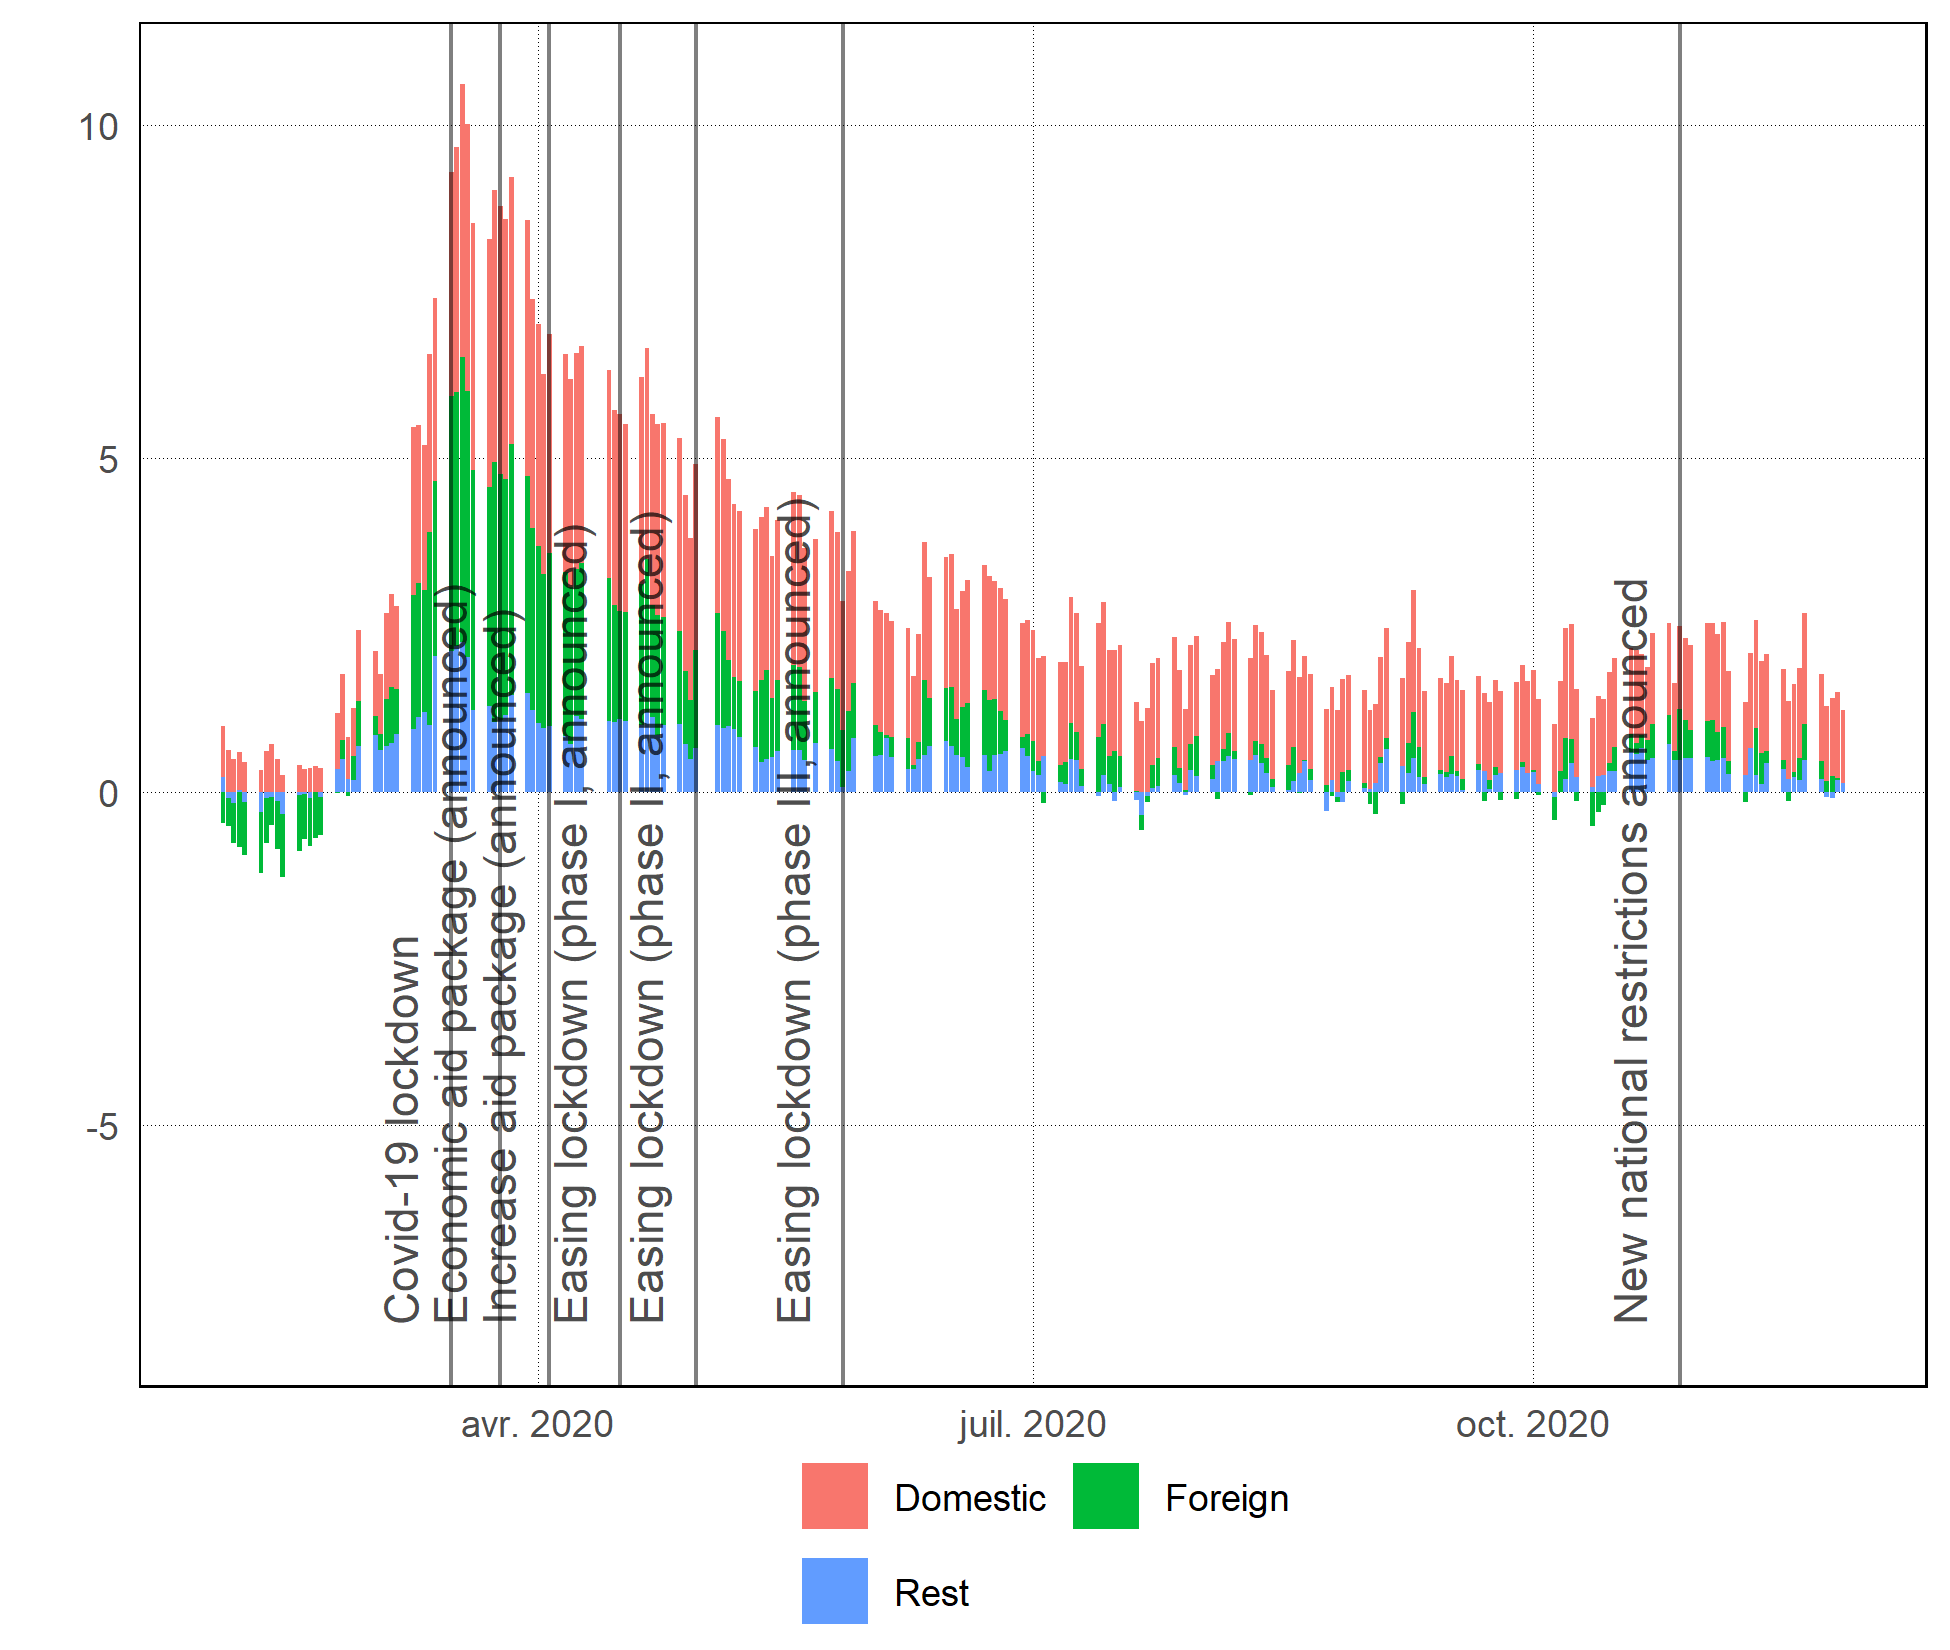 10
5
0
-5
Covid-19 lockdown
Economic aid package (announced)
Increase aid package (announced)
Easing lockdown (phase I, announced)
Easing lockdown (phase II, announced)
Easing lockdown (phase III, announced)
New national restrictions announced
avr. 2020
juil. 2020
oct. 2020
Domestic
Foreign
Rest